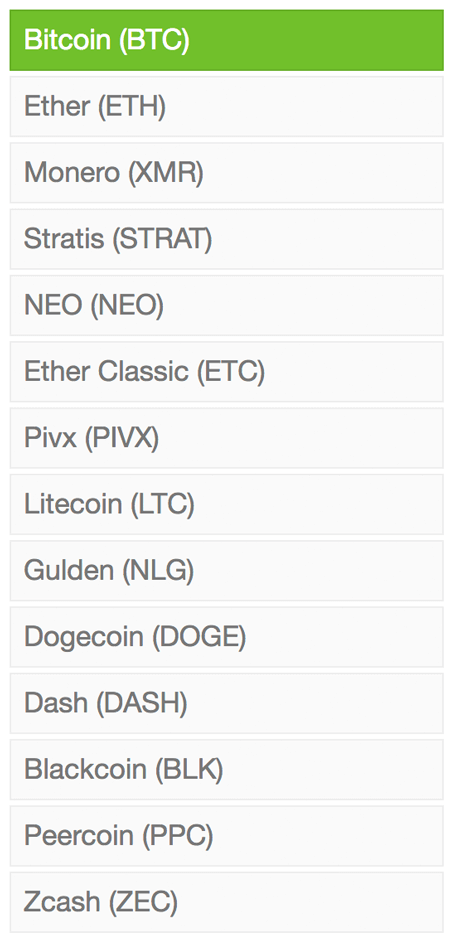 Bitcoin (BTC)
Ether (ETH)
Monero (XMR)
Stratis (STRAT)
NEO (NEO)
Ether Classic (ETC)
Pivx (PIVX)
Litecoin (LTC)
Gulden (NLG)
Dogecoin (DOGE)
Dash (DASH)
Blackcoin (BLK)
Peercoin (PPC)
Zcash (ZEC)